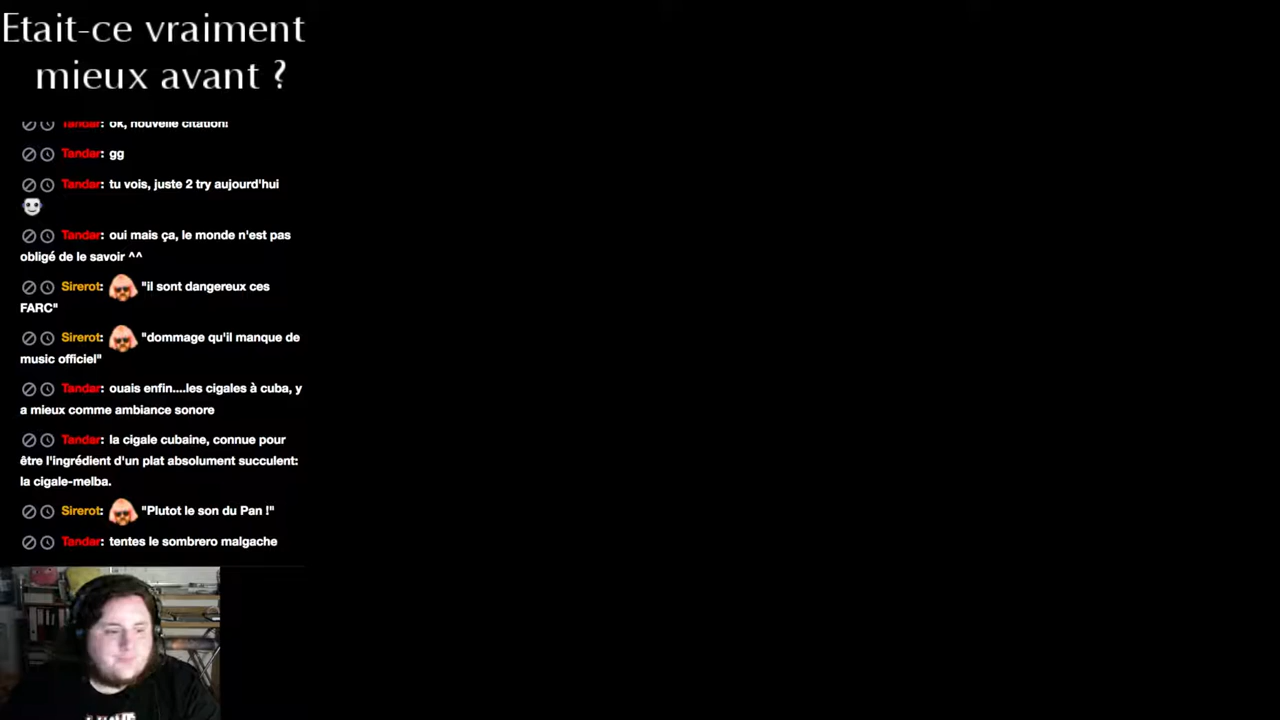 Etait-ce vraiment
mieux avant ?
Tandar: ok, nouvelle citation!
Tandar: gg
Tandar: tu vois, juste 2 try aujourd'hui
Tandar: oui mais ça, le monde n'est pas
obligé de le savoir ^^
Sirerot: "il sont dangereux ces
FARC"
Sirerot: "dommage qu'il manque de
music officiel"
Tandar: ouais enfin....les cigales à cuba, y
a mieux comme ambiance sonore
Tandar: la cigale cubaine, connue pour
être l'ingrédient d'un plat absolument succulent:
la cigale-melba.
Sirerot: "Plutot le son du Pan !"
Tandar: tentes le sombrero malgache